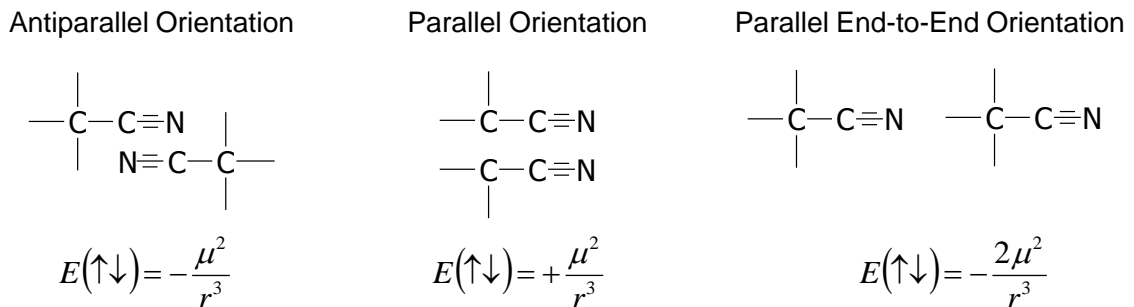 Antiparallel Orientation Parallel Orientation Parallel End-to-End Orientation
C C≡N C C≡N C C≡N C C≡N
N≡C C C C≡N
E(↑↓)= −μ²/r³ E(↑↓)= +μ²/r³ E(↑↓)= −2μ²/r³